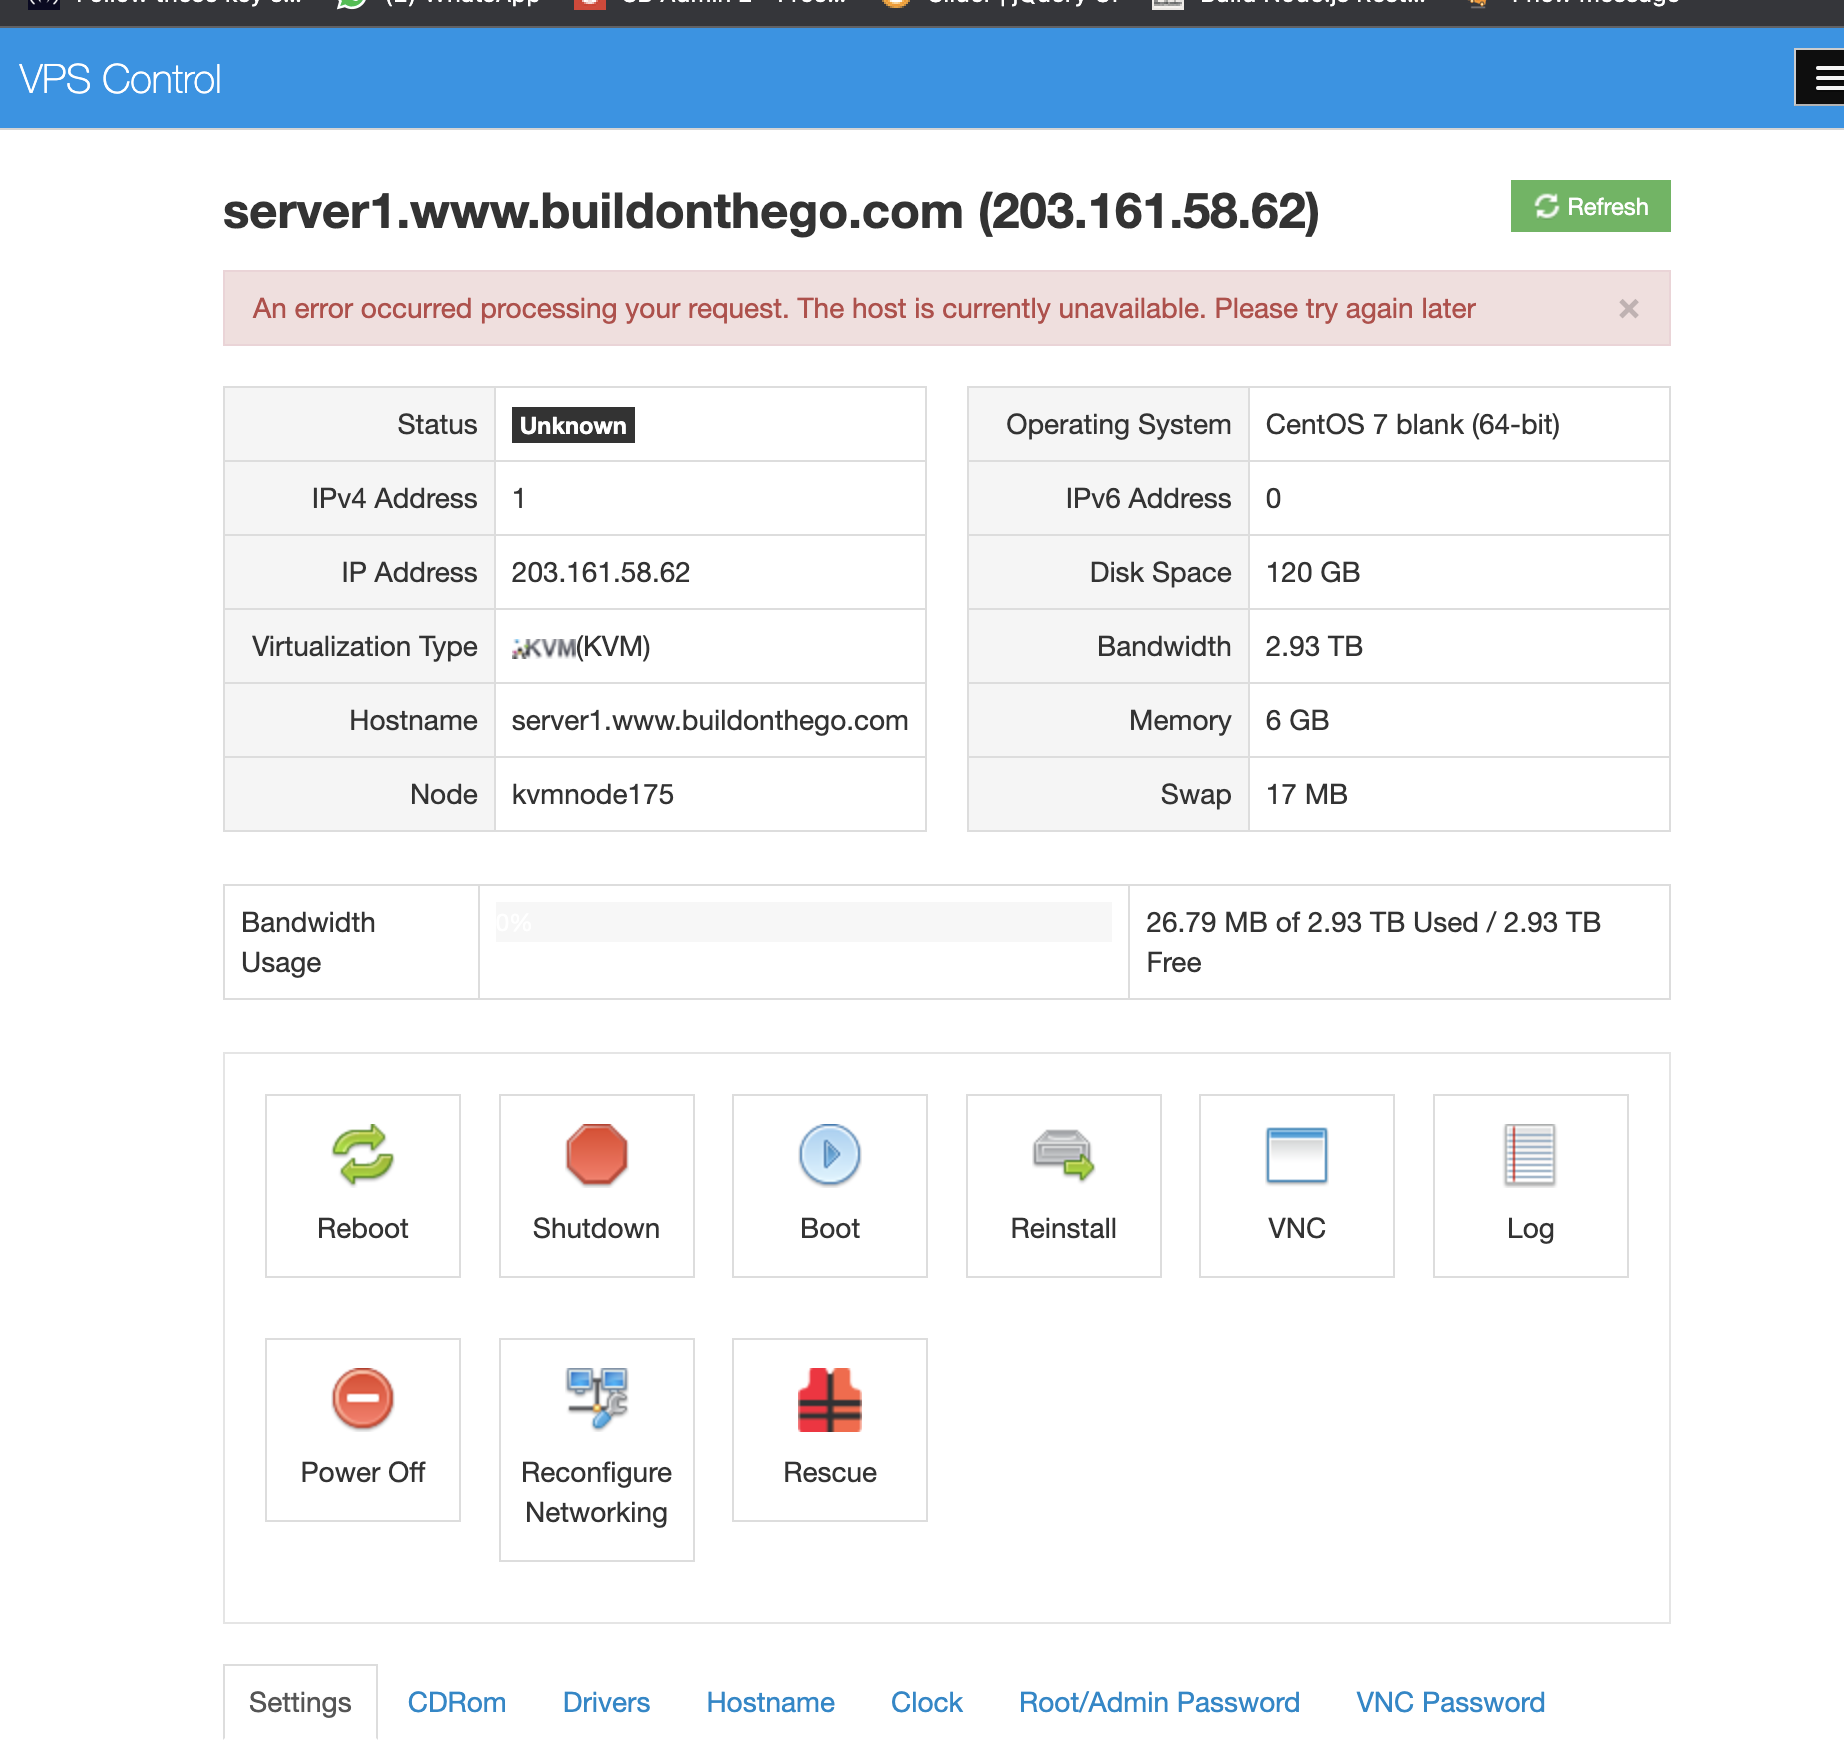 VPS Control
server1.www.buildonthego.com (203.161.58.62)
Refresh
An error occurred processing your request. The host is currently unavailable. Please try again later
×
Status Unknown
Operating System CentOS 7 blank (64-bit)
IPv4 Address 1
IPv6 Address 0
IP Address 203.161.58.62
Disk Space 120 GB
Virtualization Type KVM(KVM)
Bandwidth 2.93 TB
Hostname server1.www.buildonthego.com
Memory 6 GB
Node kvmnode175
Swap 17 MB
Bandwidth
Usage
0%
26.79 MB of 2.93 TB Used / 2.93 TB
Free
Reboot
Shutdown
Boot
Reinstall
VNC
Log
Power Off
Reconfigure
Networking
Rescue
Settings
CDRom
Drivers
Hostname
Clock
Root/Admin Password
VNC Password